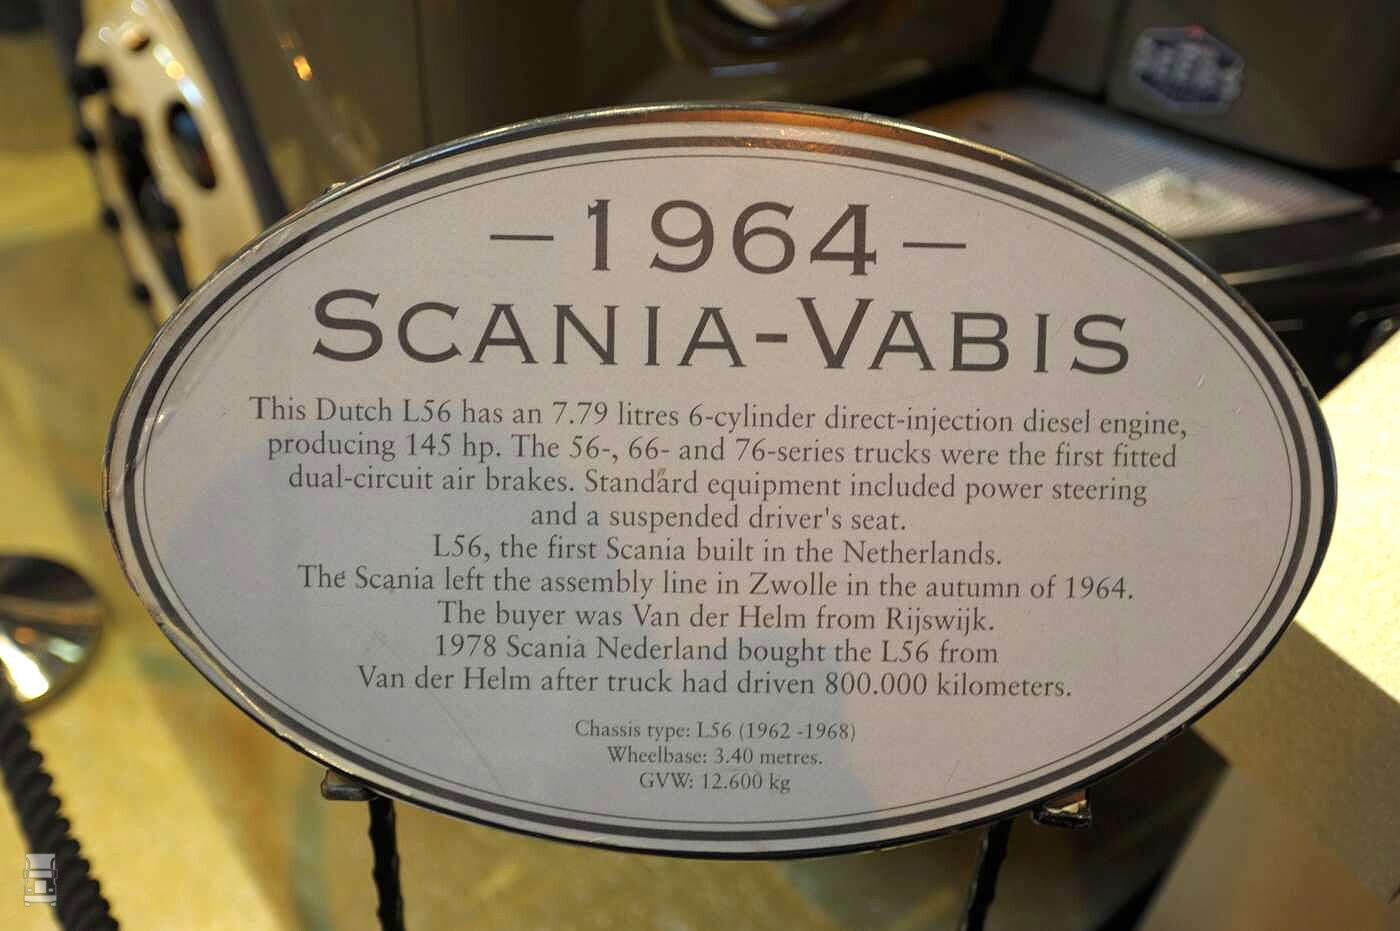 –1964–
SCANIA-VABIS
This Dutch L56 has an 7.79 litres 6-cylinder direct-injection diesel engine,
producing 145 hp. The 56-, 66- and 76-series trucks were the first fitted
dual-circuit air brakes. Standard equipment included power steering
and a suspended driver's seat.
L56, the first Scania built in the Netherlands.
The Scania left the assembly line in Zwolle in the autumn of 1964.
The buyer was Van der Helm from Rijswijk.
1978 Scania Nederland bought the L56 from
Van der Helm after truck had driven 800.000 kilometers.
Chassis type: L56 (1962 -1968)
Wheelbase: 3.40 metres.
GVW: 12.600 kg